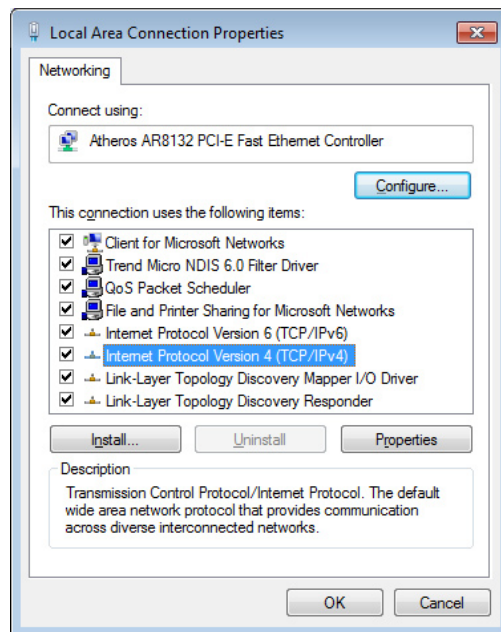 Local Area Connection Properties
Networking
Connect using:
Atheros AR8132 PCI-E Fast Ethernet Controller
Configure...
This connection uses the following items:
Client for Microsoft Networks
Trend Micro NDIS 6.0 Filter Driver
QoS Packet Scheduler
File and Printer Sharing for Microsoft Networks
Internet Protocol Version 6 (TCP/IPv6)
Internet Protocol Version 4 (TCP/IPv4)
Link-Layer Topology Discovery Mapper I/O Driver
Link-Layer Topology Discovery Responder
Install... Uninstall Properties
Description
Transmission Control Protocol/Internet Protocol. The default
wide area network protocol that provides communication
across diverse interconnected networks.
OK Cancel